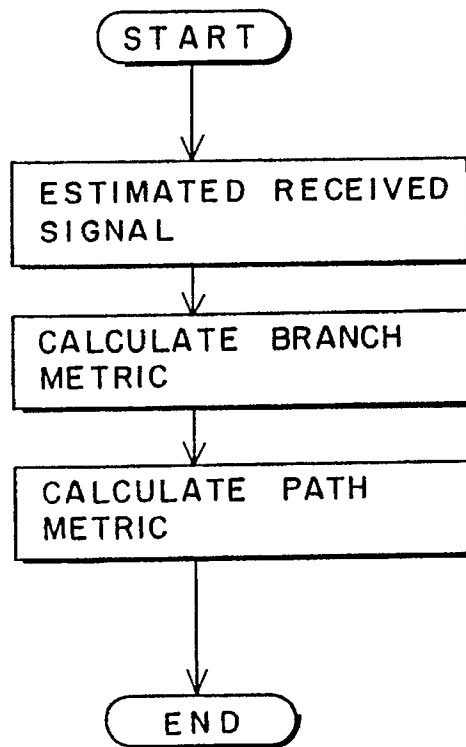 START
ESTIMATED RECEIVED
SIGNAL
CALCULATE BRANCH
METRIC
CALCULATE PATH
METRIC
END